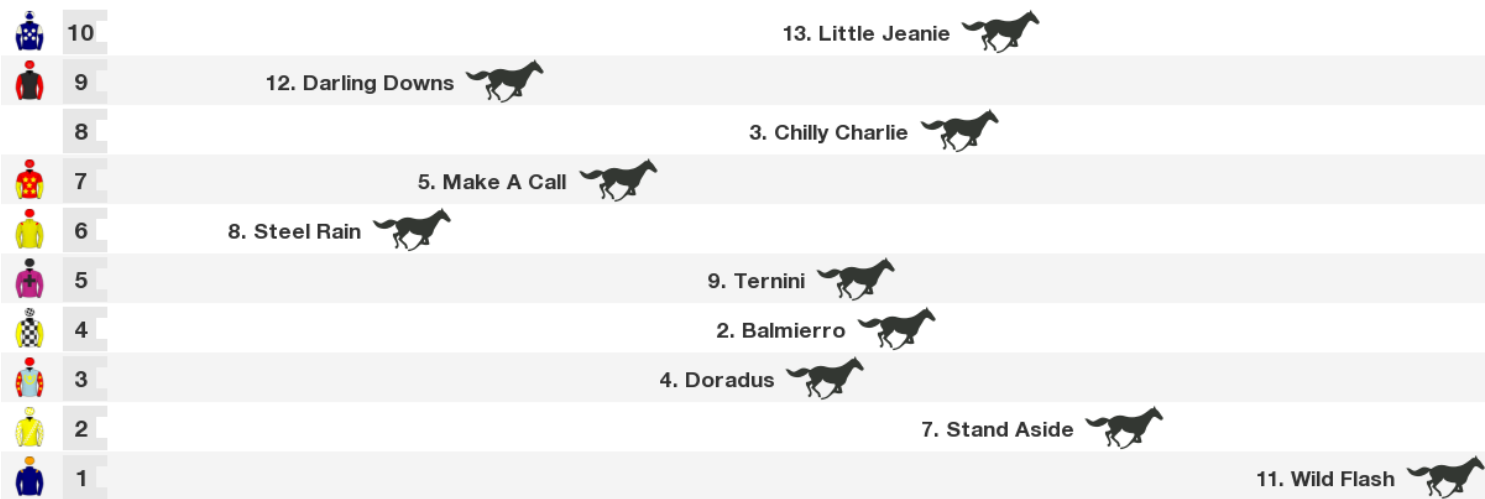 10 13. Little Jeanie
9 12. Darling Downs
8 3. Chilly Charlie
7 5. Make A Call
6 8. Steel Rain
5 9. Ternini
4 2. Balmierro
3 4. Doradus
2 7. Stand Aside
1 11. Wild Flash